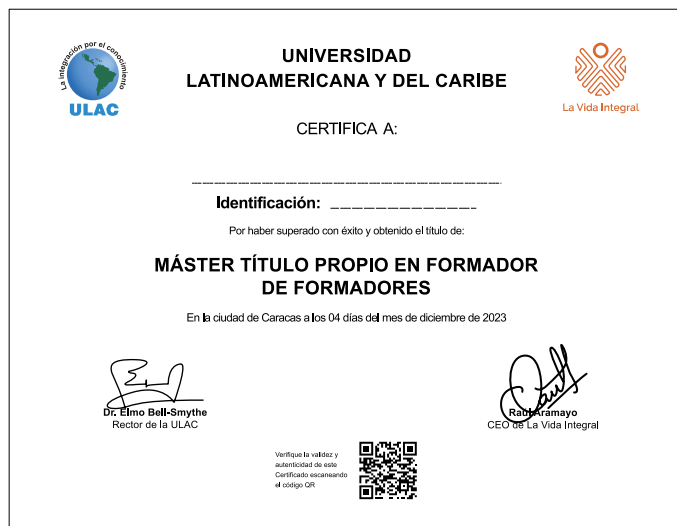 La integración por el conocimiento
ULAC
UNIVERSIDAD
LATINOAMERICANA Y DEL CARIBE
La Vida Integral
CERTIFICA A:
Identificación:
Por haber superado con éxito y obtenido el título de:
MÁSTER TÍTULO PROPIO EN FORMADOR
DE FORMADORES
En la ciudad de Caracas a los 04 días del mes de diciembre de 2023
Dr. Elmo Bell-Smythe
Rector de la ULAC
Raúl Aramayo
CEO de La Vida Integral
Verifique la validez y
autenticidad de este
Certificado escaneando
el código QR